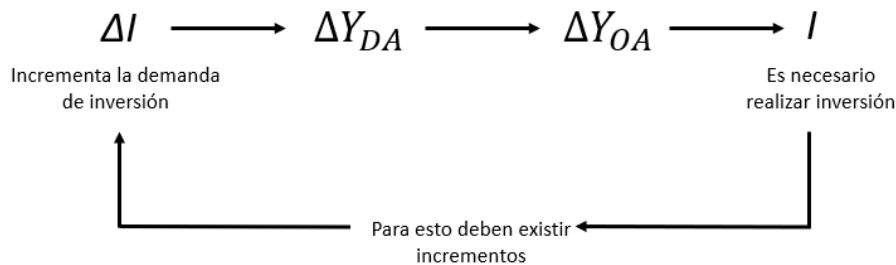 ΔI → ΔY_DA → ΔY_OA → I
Incrementa la demanda
de inversión
Es necesario
realizar inversión
Para esto deben existir
incrementos